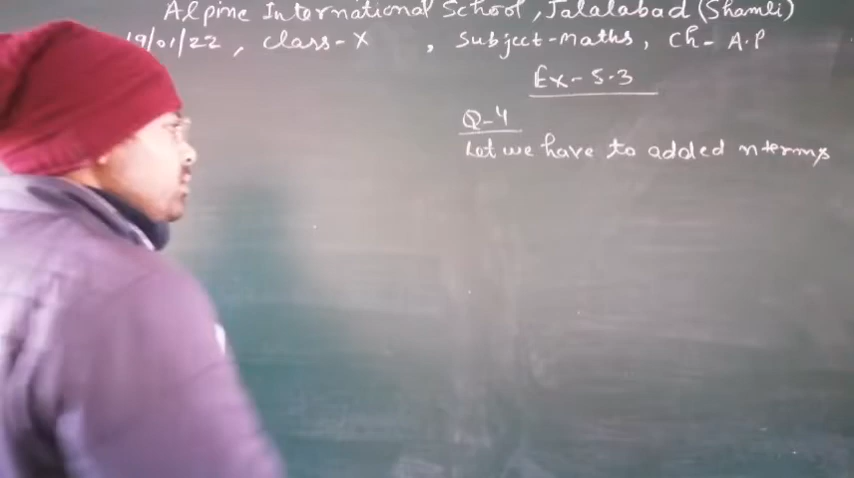 Alpine International School, Jalalabad (Shamli)
19/01/22, class-X , Subject-Maths, Ch- A.P
Ex-5.3
Q-4
Let we have to added n terms